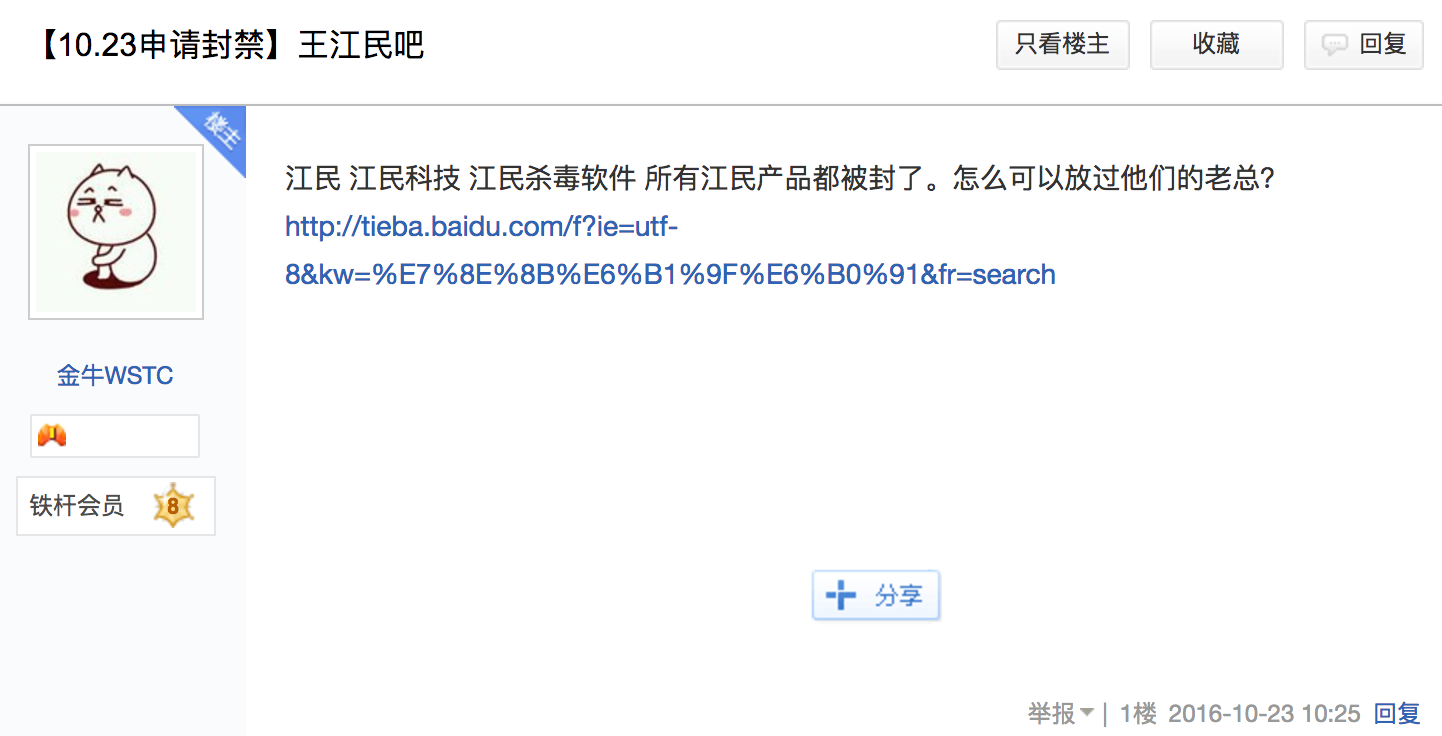 【10.23申请封禁】王江民吧
只看楼主
收藏
回复
楼主
江民 江民科技 江民杀毒软件 所有江民产品都被封了。怎么可以放过他们的老总？
http://tieba.baidu.com/f?ie=utf-
8&kw=%E7%8E%8B%E6%B1%9F%E6%B0%91&fr=search
金牛WSTC
铁杆会员 8
分享
举报 | 1楼 2016-10-23 10:25 回复